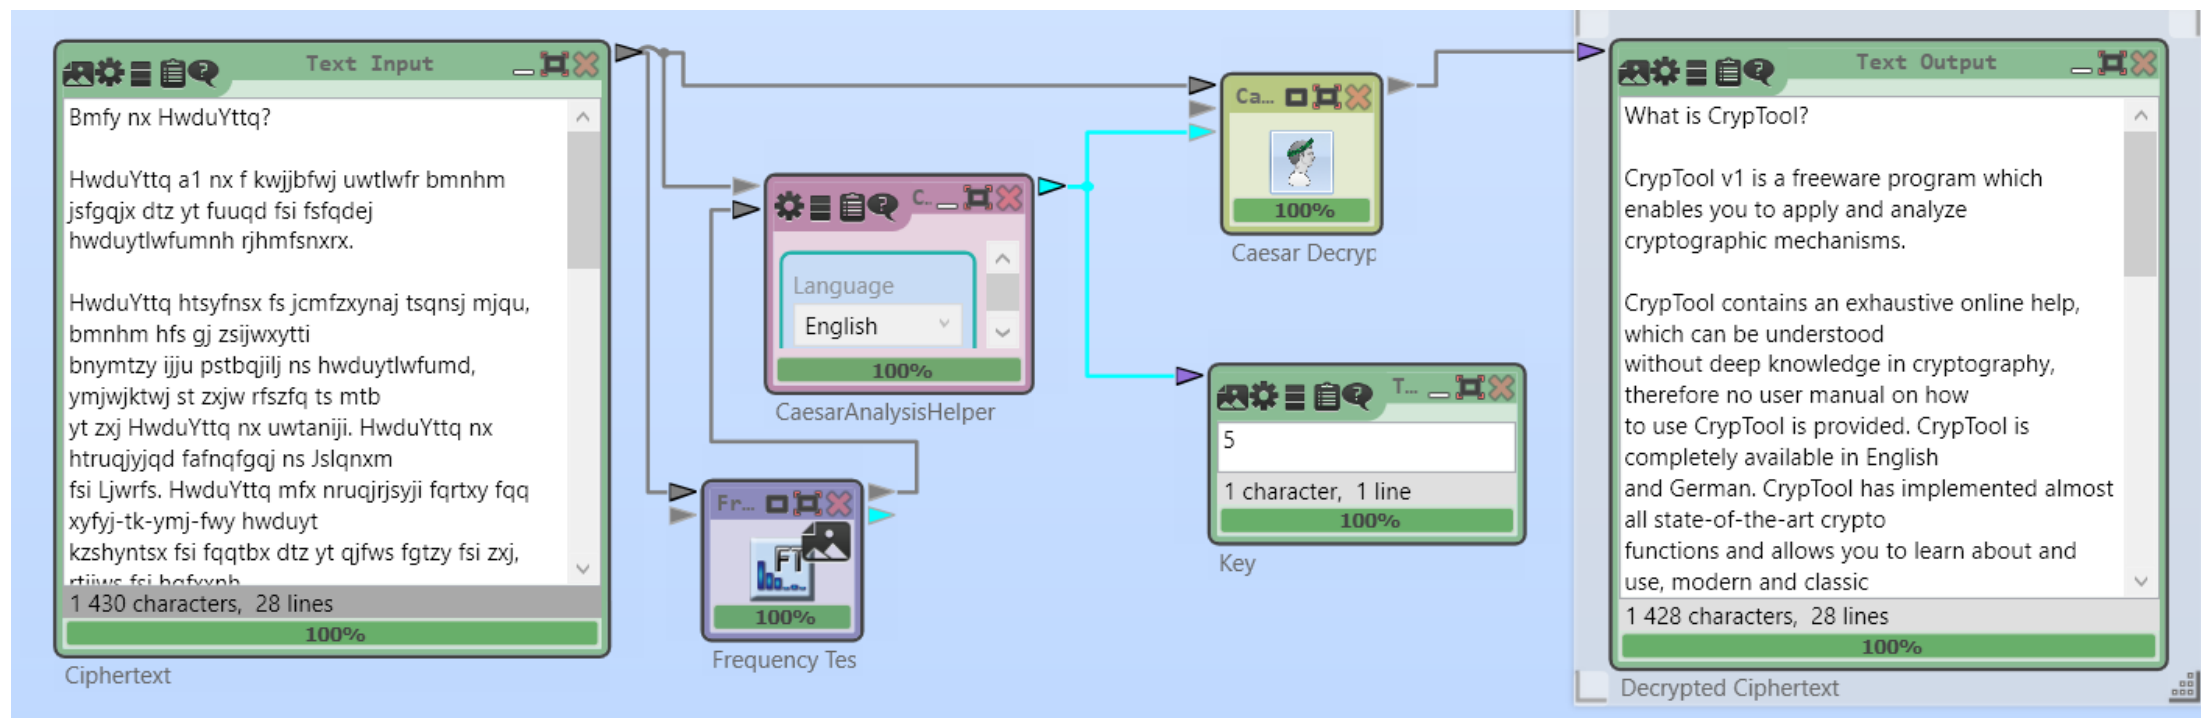 Text Input
Bmfy nx HwduYttq?
HwduYttq a1 nx f kwjjbfwj uwtlwfr bmnhm
jsfgqjx dtz yt fuuqd fsi fsfqdej
hwduytlwfumnh rjhmfsnxrx.
HwduYttq htsyfnsx fs jcmfzxynaj tsqnsj mjqu,
bmnhm hfs gj zsijwxytti
bnymtzy ijju pstbqjilj ns hwduytlwfumd,
ymjwjktwj st zxjw rfszfq ts mtb
yt zxj HwduYttq nx uwtaniji. HwduYttq nx
htruqjyjqd fafnqfgqj ns Jslqnxm
fsi Ljwrfs. HwduYttq mfx nruqjrjsyji fqrtxy fqq
xyfyj-tk-ymj-fwy hwduyt
kzshyntsx fsi fqqtbx dtz yt qjfws fgtzy fsi zxj,
rtijws fsi hqfxxnh
1 430 characters, 28 lines
100%
Ciphertext
C...
Language
English
100%
CaesarAnalysisHelper
Fr...
FT
100%
Frequency Tes
Ca...
100%
Caesar Decryp
T...
5
1 character, 1 line
100%
Key
Text Output
What is CrypTool?
CrypTool v1 is a freeware program which
enables you to apply and analyze
cryptographic mechanisms.
CrypTool contains an exhaustive online help,
which can be understood
without deep knowledge in cryptography,
therefore no user manual on how
to use CrypTool is provided. CrypTool is
completely available in English
and German. CrypTool has implemented almost
all state-of-the-art crypto
functions and allows you to learn about and
use, modern and classic
1 428 characters, 28 lines
100%
Decrypted Ciphertext